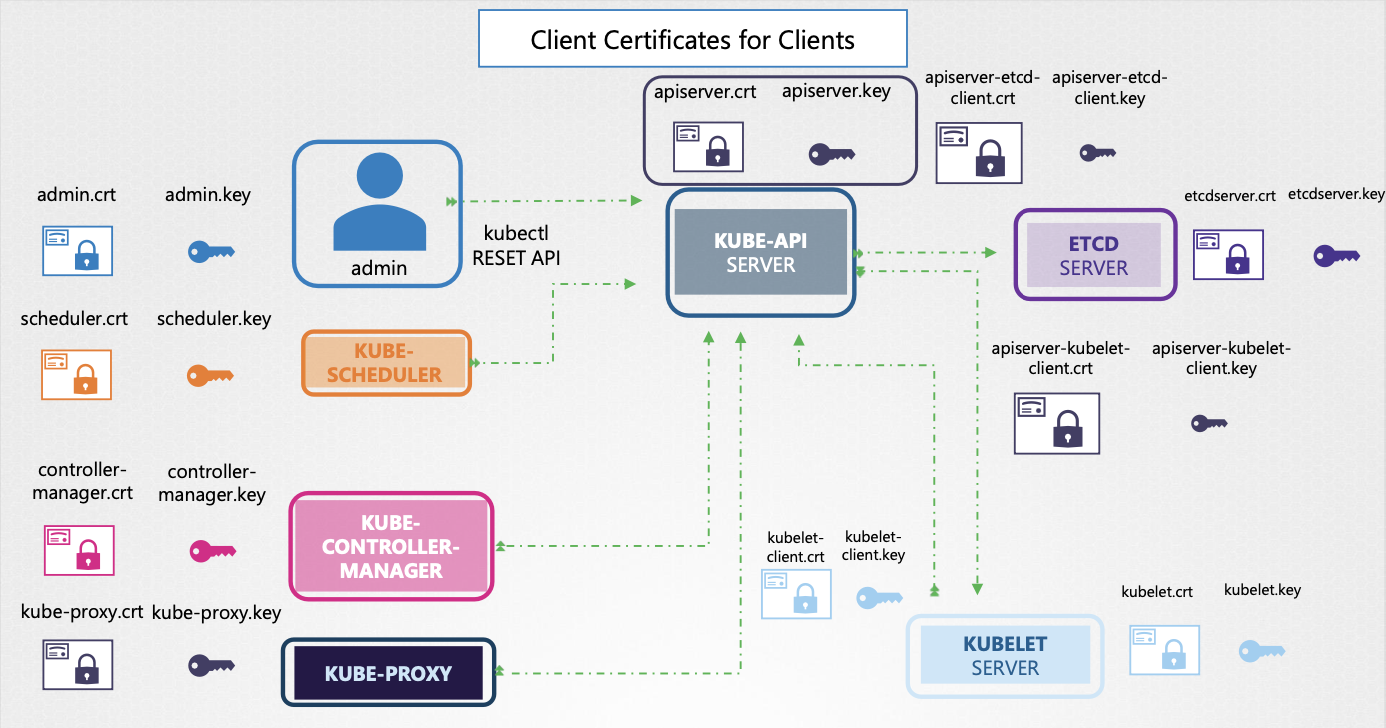 Client Certificates for Clients
apiserver.crt
apiserver.key
apiserver-etcd-
client.crt
apiserver-etcd-
client.key
admin.crt
admin.key
admin
kubectl
RESET API
KUBE-API
SERVER
ETCD
SERVER
etcdserver.crt
etcdserver.key
scheduler.crt
scheduler.key
KUBE-
SCHEDULER
apiserver-kubelet-
client.crt
apiserver-kubelet-
client.key
controller-
manager.crt
controller-
manager.key
KUBE-
CONTROLLER-
MANAGER
kubelet-
client.crt
kubelet-
client.key
kube-proxy.crt
kube-proxy.key
KUBE-PROXY
KUBELET
SERVER
kubelet.crt
kubelet.key